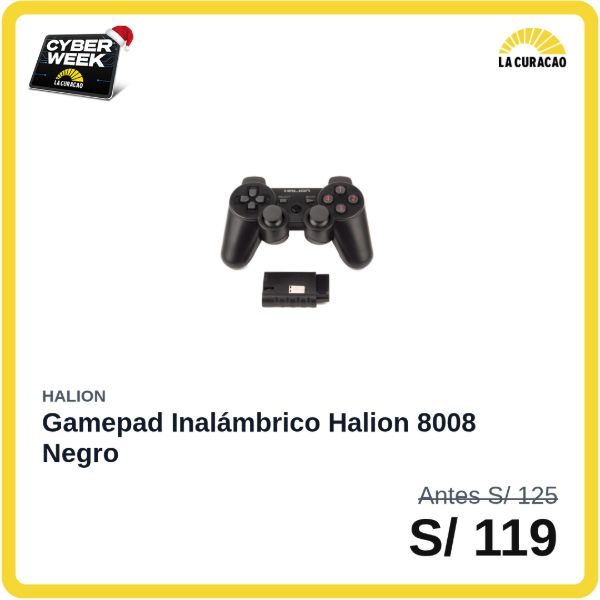 CYBER
WEEK
LA CURACAO
LA CURACAO
HALION
HALION
Gamepad Inalámbrico Halion 8008
Negro
Antes S/ 125
S/ 119